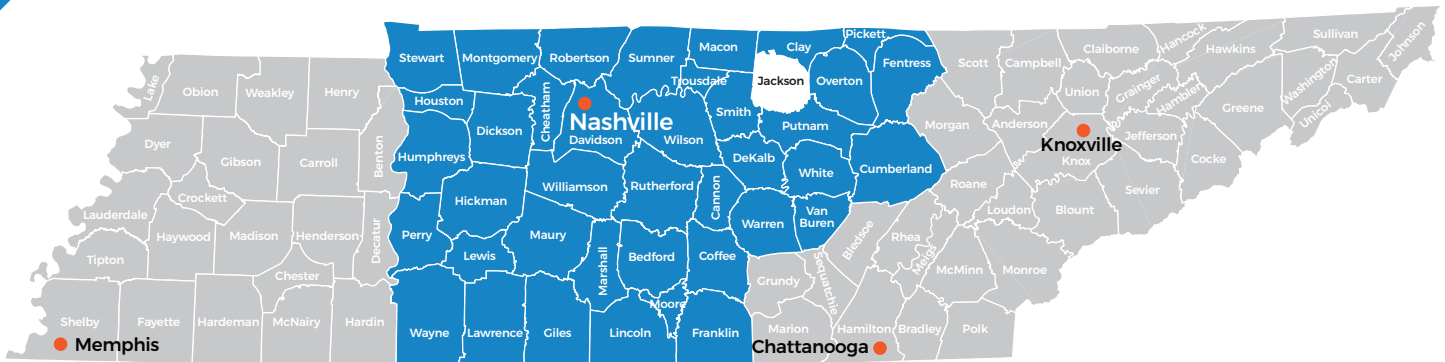 Stewart
Montgomery
Robertson
Sumner
Macon
Clay
Pickett
Fentress
Scott
Campbell
Claiborne
Hancock
Hawkins
Sullivan
Johnson
Lake
Obion
Weakley
Henry
Houston
Dickson
Cheatham
Nashville
Davidson
Wilson
Trousdale
Smith
Jackson
Overton
Putnam
Morgan
Anderson
Union
Grainger
Hamblen
Greene
Washington
Unicoi
Carter
Dyer
Gibson
Carroll
Benton
Humphreys
Hickman
Williamson
Rutherford
Cannon
DeKalb
White
Cumberland
Roane
Knoxville
Knox
Jefferson
Cocke
Sevier
Blount
Loudon
Lauderdale
Crockett
Haywood
Madison
Henderson
Decatur
Perry
Lewis
Maury
Marshall
Bedford
Coffee
Warren
Van
Buren
Bledsoe
Rhea
Meigs
McMinn
Monroe
Tipton
Chester
Grundy
Sequatchie
Shelby
Fayette
Hardeman
McNairy
Hardin
Wayne
Lawrence
Giles
Lincoln
Moore
Franklin
Marion
Hamilton
Bradley
Polk
Memphis
Chattanooga